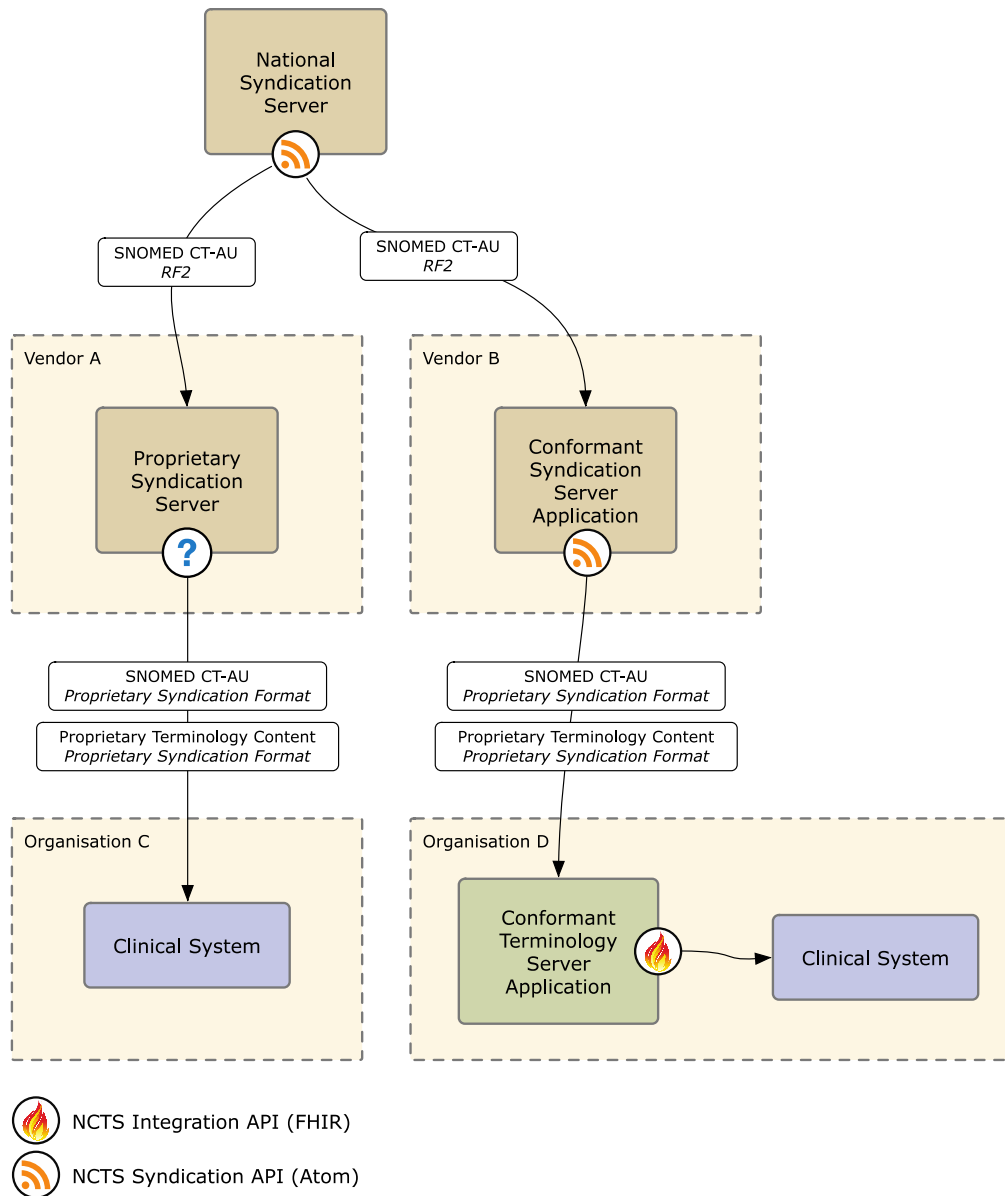 National
Syndication
Server
SNOMED CT-AU
RF2
SNOMED CT-AU
RF2
Vendor A
Proprietary
Syndication
Server
?
Vendor B
Conformant
Syndication
Server
Application
SNOMED CT-AU
Proprietary Syndication Format
Proprietary Terminology Content
Proprietary Syndication Format
SNOMED CT-AU
Proprietary Syndication Format
Proprietary Terminology Content
Proprietary Syndication Format
Organisation C
Clinical System
Organisation D
Conformant
Terminology
Server
Application
Clinical System
NCTS Integration API (FHIR)
NCTS Syndication API (Atom)